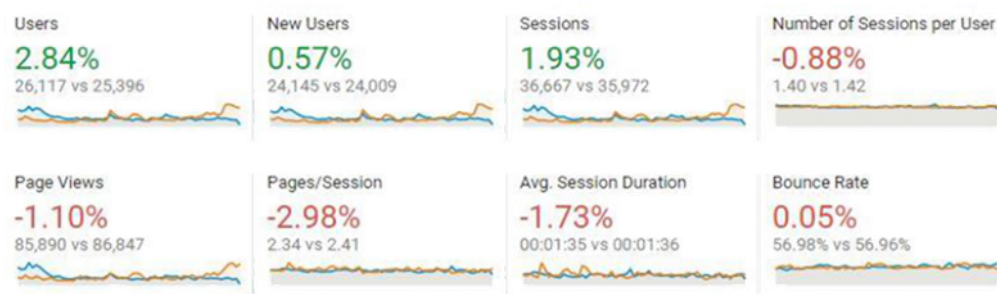 Users
2.84%
26,117 vs 25,396
New Users
0.57%
24,145 vs 24,009
Sessions
1.93%
36,667 vs 35,972
Number of Sessions per User
-0.88%
1.40 vs 1.42
Page Views
-1.10%
85,890 vs 86,847
Pages/Session
-2.98%
2.34 vs 2.41
Avg. Session Duration
-1.73%
00:01:35 vs 00:01:36
Bounce Rate
0.05%
56.98% vs 56.96%